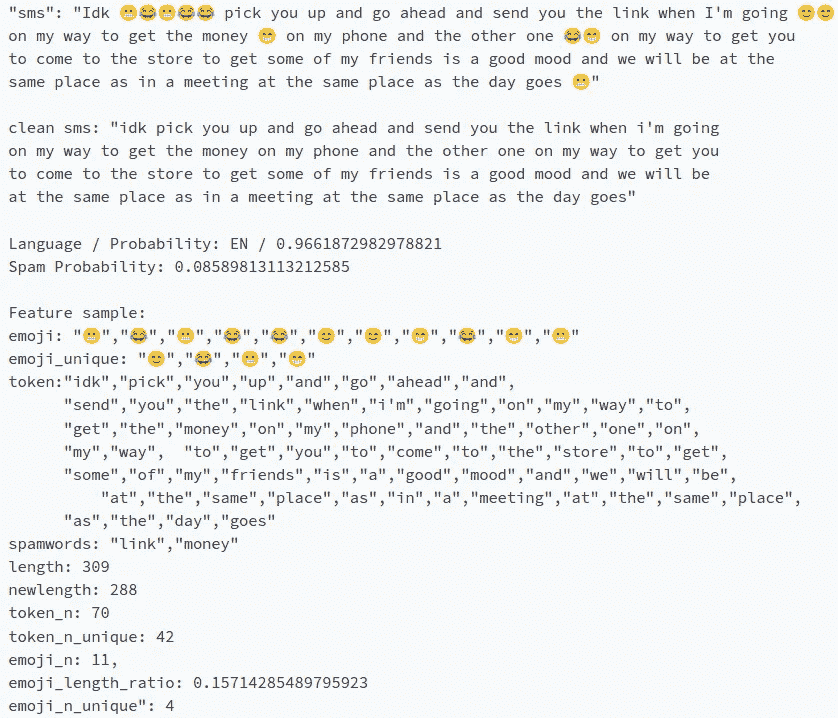 "sms": "Idk 😬😂😬😂😂 pick you up and go ahead and send you the link when I'm going 😊😊
on my way to get the money 😁 on my phone and the other one 😂😁 on my way to get you
to come to the store to get some of my friends is a good mood and we will be at the
same place as in a meeting at the same place as the day goes 😬"

clean sms: "idk pick you up and go ahead and send you the link when i'm going
on my way to get the money on my phone and the other one on my way to get you
to come to the store to get some of my friends is a good mood and we will be
at the same place as in a meeting at the same place as the day goes"

Language / Probability: EN / 0.9661872982978821
Spam Probability: 0.08589813113212585

Feature sample:
emoji: "😬","😂","😬","😂","😂","😊","😊","😁","😂","😁","😬"
emoji_unique: "😊","😂","😬","😁"
token:"idk","pick","you","up","and","go","ahead","and",
"send","you","the","link","when","i'm","going","on","my","way","to",
"get","the","money","on","my","phone","and","the","other","one","on",
"my","way", "to","get","you","to","come","to","the","store","to","get",
"some","of","my","friends","is","a","good","mood","and","we","will","be",
"at","the","same","place","as","in","a","meeting","at","the","same","place",
"as","the","day","goes"
spamwords: "link","money"
length: 309
newlength: 288
token_n: 70
token_n_unique: 42
emoji_n: 11,
emoji_length_ratio: 0.15714285489795923
emoji_n_unique": 4